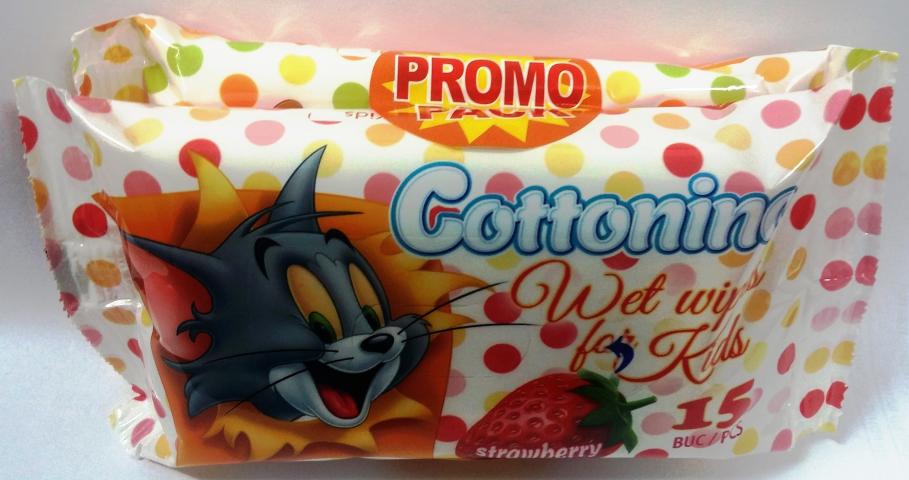 PROMO
PACK
Cottonino
Wet wipes
for Kids
15
BUC/PCS
strawberry